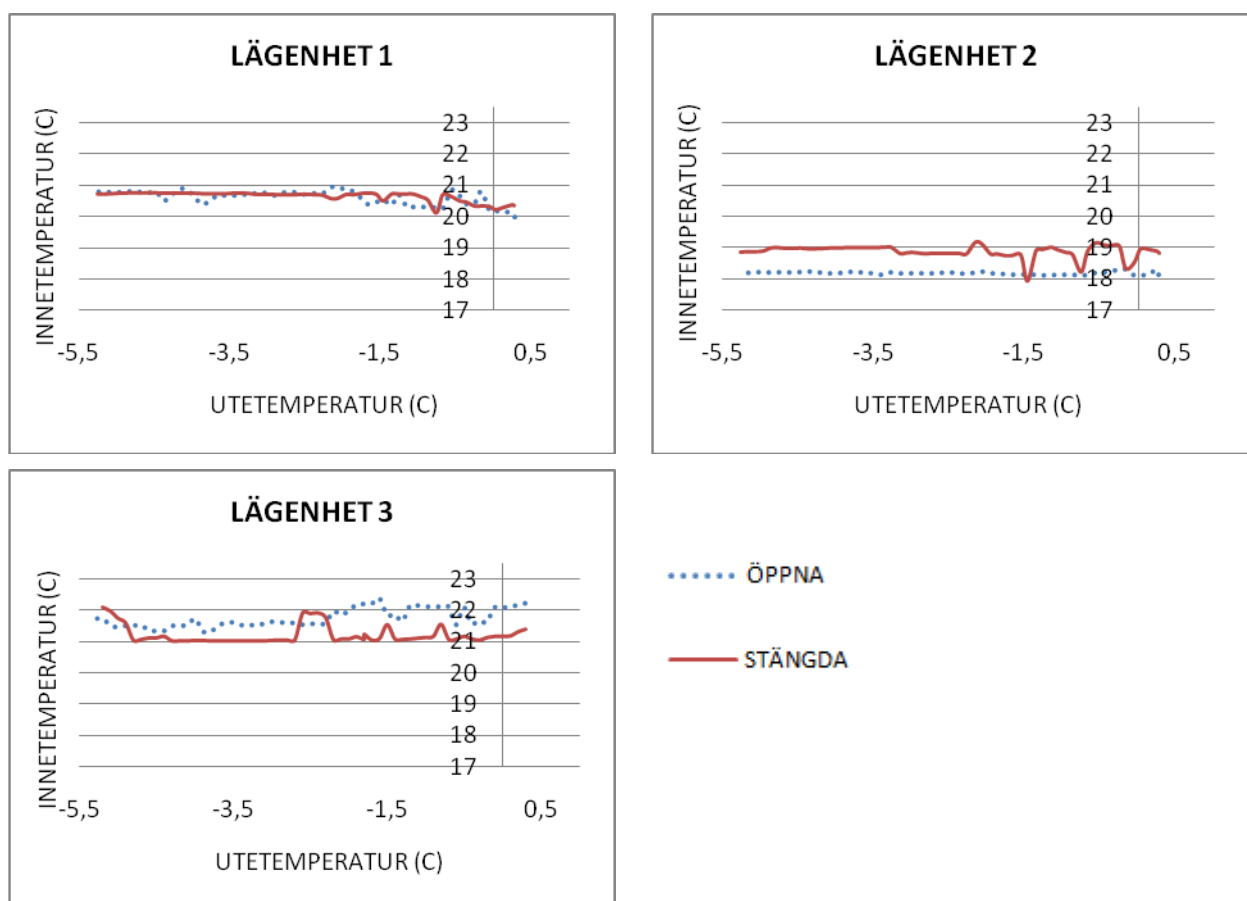 LÄGENHET 1
INNETEMPERATUR (C)
23
22
21
20
19
18
17
-5,5 -3,5 -1,5 0,5
UTETEMPERATUR (C)
LÄGENHET 2
INNETEMPERATUR (C)
23
22
21
20
19
18
17
-5,5 -3,5 -1,5 0,5
UTETEMPERATUR (C)
LÄGENHET 3
INNETEMPERATUR (C)
23
22
21
20
19
18
17
-5,5 -3,5 -1,5 0,5
UTETEMPERATUR (C)
ÖPPNA
STÄNGDA